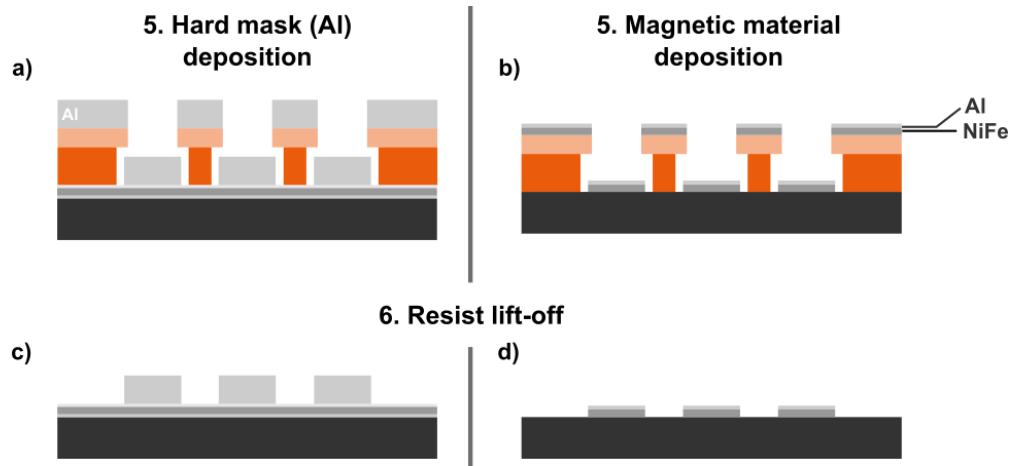 5. Hard mask (Al)
deposition
5. Magnetic material
deposition
a)
b)
Al
Al
NiFe
6. Resist lift-off
c)
d)